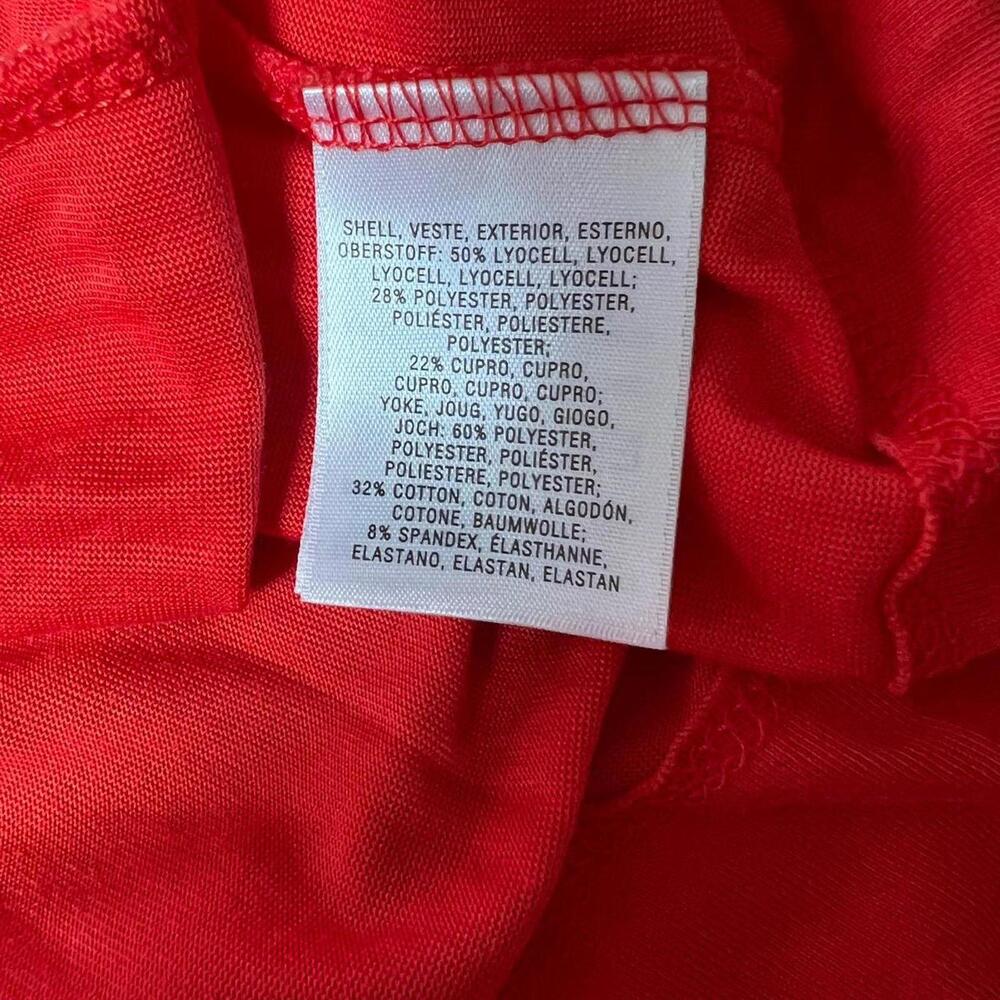 SHELL, VESTE, EXTERIOR, ESTERNO,
OBERSTOFF: 50% LYOCELL, LYOCELL,
LYOCELL, LYOCELL, LYOCELL;
28% POLYESTER, POLYESTER,
POLIÉSTER, POLIESTERE,
POLYESTER;
22% CUPRO, CUPRO,
CUPRO, CUPRO, CUPRO;
YOKE, JOUG, YUGO, GIOGO,
JOCH: 60% POLYESTER,
POLYESTER, POLIÉSTER,
POLIESTERE, POLYESTER;
32% COTTON, COTON, ALGODÓN,
COTONE, BAUMWOLLE;
8% SPANDEX, ÉLASTHANNE,
ELASTANO, ELASTAN, ELASTAN